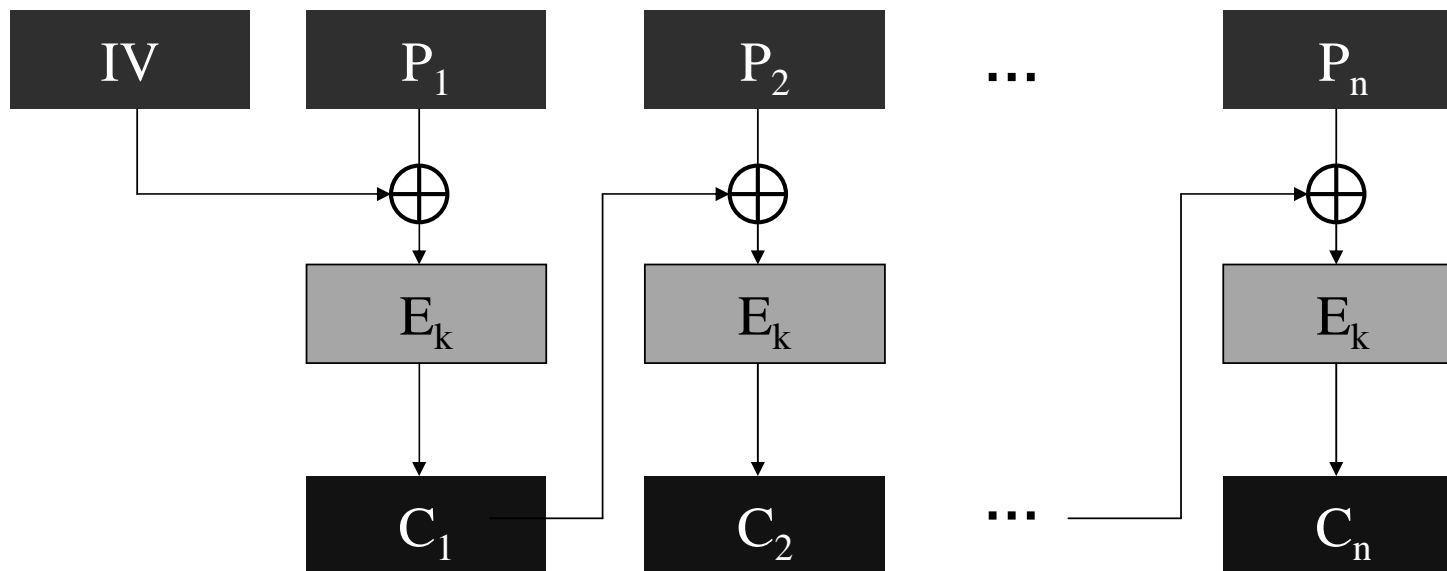 IV P₁ P₂ ... Pₙ
Eₖ Eₖ Eₖ
C₁ C₂ ... Cₙ